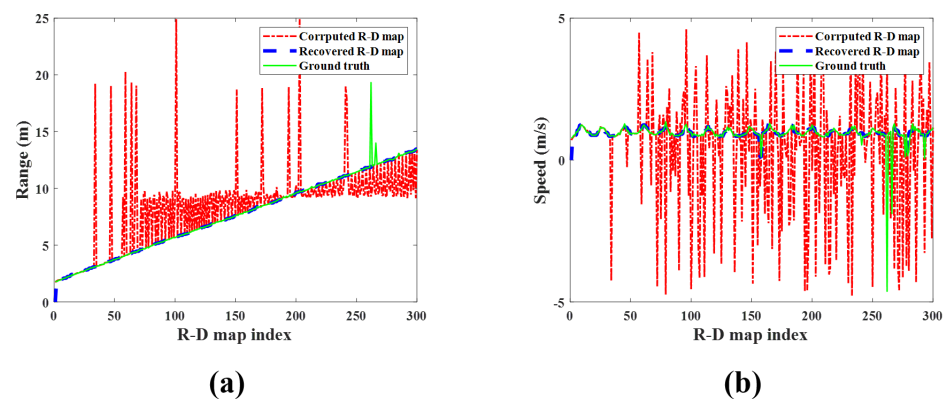 25
20
15
10
5
0
0 50 100 150 200 250 300
Range (m)
R-D map index
Corrputed R-D map
Recovered R-D map
Ground truth
(a)
5
0
-5
0 50 100 150 200 250 300
Speed (m/s)
R-D map index
Corrputed R-D map
Recovered R-D map
Ground truth
(b)